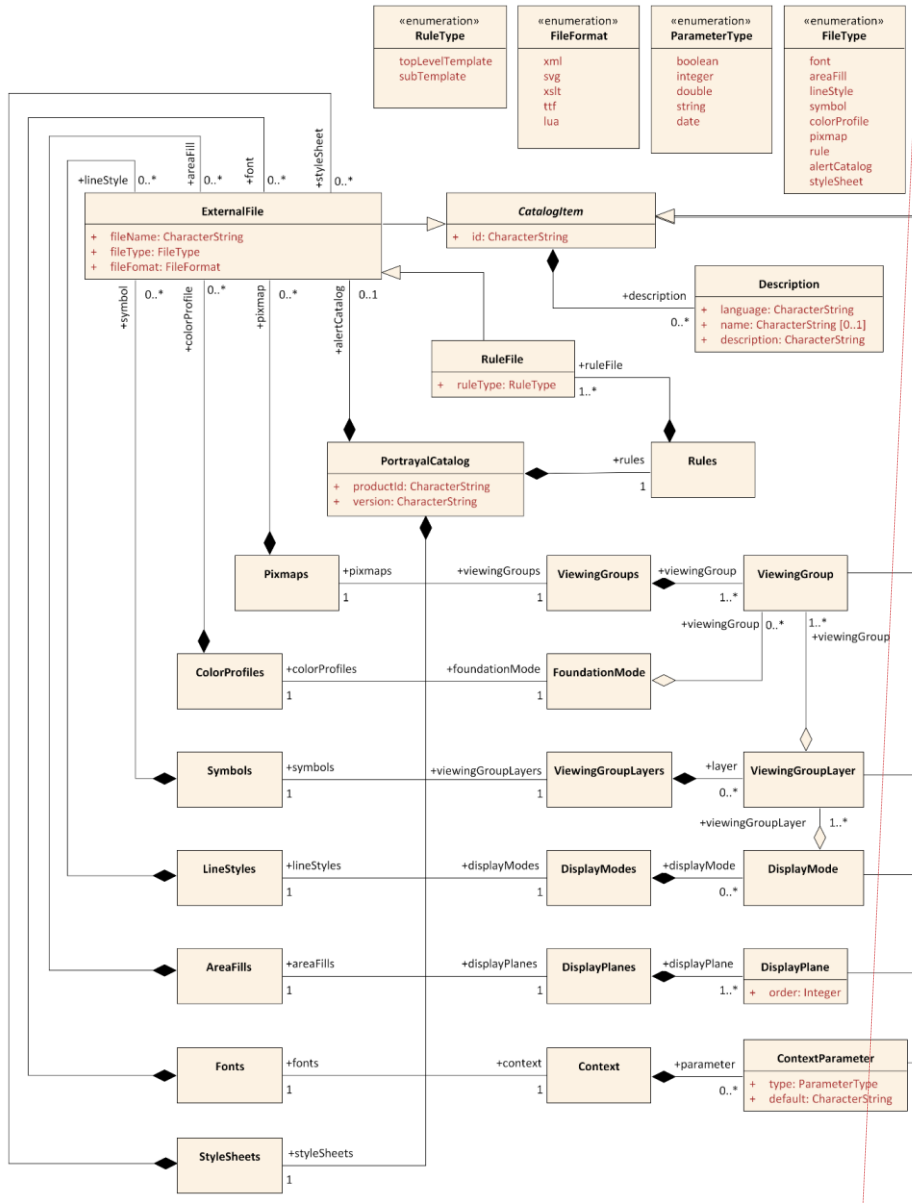 «enumeration»
RuleType
topLevelTemplate
subTemplate
«enumeration»
FileFormat
xml
svg
xslt
ttf
lua
«enumeration»
ParameterType
boolean
integer
double
string
date
«enumeration»
FileType
font
areaFill
lineStyle
symbol
colorProfile
pixmap
rule
alertCatalog
styleSheet
+lineStyle
0..*
+areaFill
0..*
+font
0..*
+styleSheet
0..*
ExternalFile
+ fileName: CharacterString
+ fileType: FileType
+ fileFomat: FileFormat
CatalogItem
+ id: CharacterString
+symbol
0..*
+colorProfile
0..*
+pixmap
0..*
+alertCatalog
0..1
+description
0..*
Description
+ language: CharacterString
+ name: CharacterString [0..1]
+ description: CharacterString
RuleFile
+ ruleType: RuleType
+ruleFile
1..*
PortrayalCatalog
+ productId: CharacterString
+ version: CharacterString
+rules
1
Rules
Pixmaps
+pixmaps
1
+viewingGroups
1
ViewingGroups
+viewingGroup
1..*
ViewingGroup
+viewingGroup
0..*
1..*
+viewingGroup
ColorProfiles
+colorProfiles
1
+foundationMode
1
FoundationMode
Symbols
+symbols
1
+viewingGroupLayers
1
ViewingGroupLayers
+layer
0..*
ViewingGroupLayer
+viewingGroupLayer
1..*
LineStyles
+lineStyles
1
+displayModes
1
DisplayModes
+displayMode
0..*
DisplayMode
AreaFills
+areaFills
1
+displayPlanes
1
DisplayPlanes
+displayPlane
1..*
DisplayPlane
+ order: Integer
Fonts
+fonts
1
+context
1
Context
+parameter
0..*
ContextParameter
+ type: ParameterType
+ default: CharacterString
StyleSheets
+styleSheets
1